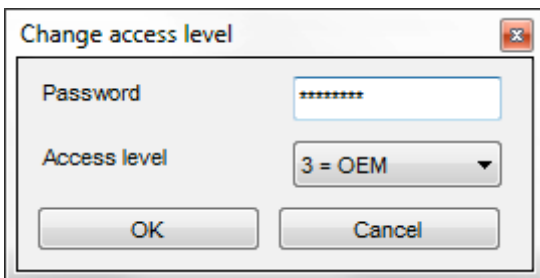 Change access level
Password ********
Access level 3 = OEM
OK Cancel